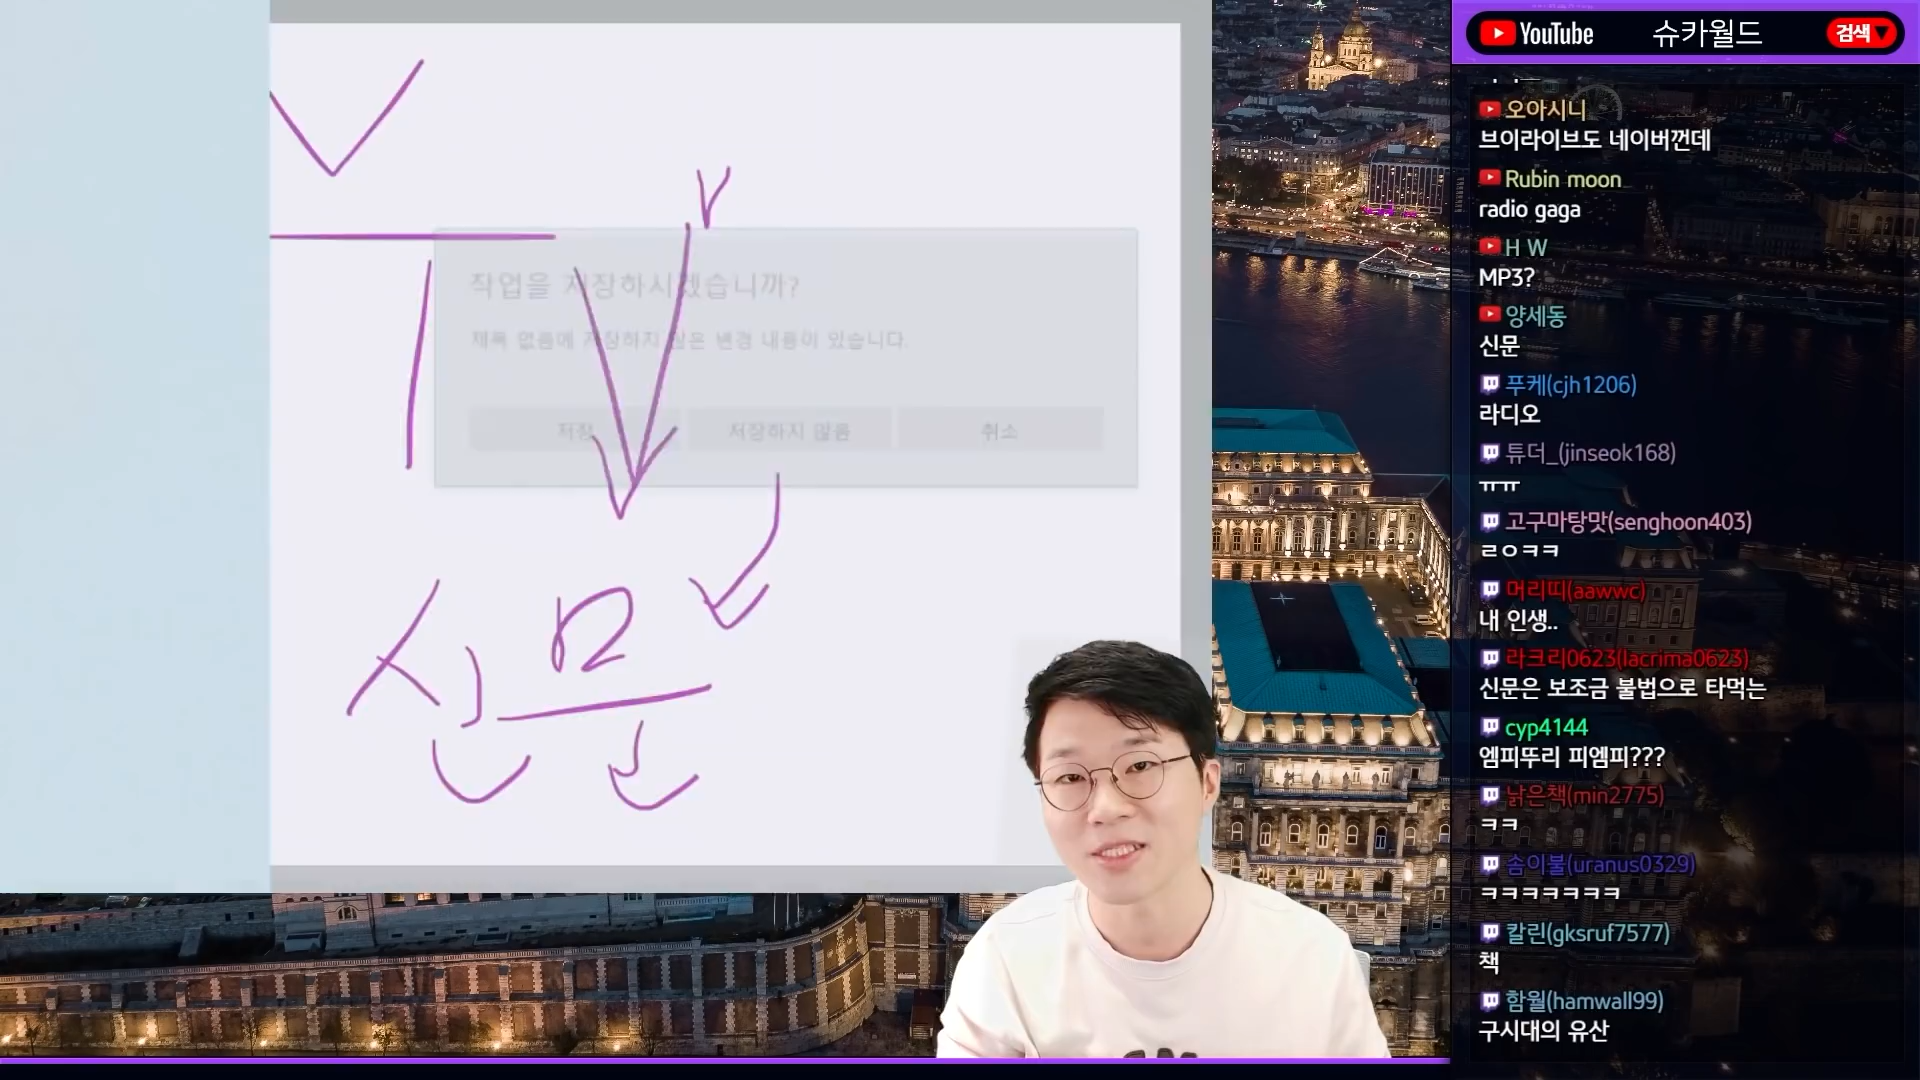 TV
작업을 저장하시겠습니까?
제목 없음에 저장하지 않은 변경 내용이 있습니다.
저장
저장하지 않음
취소
신문
YouTube
슈카월드
검색▼
오아시니
브이라이브도 네이버껀데
Rubin moon
radio gaga
H W
MP3?
양세동
신문
푸케(cjh1206)
라디오
튜더_(jinseok168)
ㅠㅠ
고구마탕맛(senghoon403)
ㄹㅇㅋㅋ
머리띠(aawwc)
내 인생..
라크리0623(lacrima0623)
신문은 보조금 불법으로 타먹는
cyp4144
엠피뚜리 피엠피???
낡은책(min2775)
ㅋㅋ
솜이불(uranus0329)
ㅋㅋㅋㅋㅋㅋㅋ
칼린(gksruf7577)
책
함월(hamwall99)
구시대의 유산